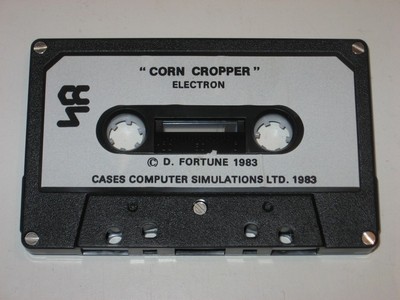 " CORN CROPPER "
ELECTRON
© D. FORTUNE 1983
CASES COMPUTER SIMULATIONS LTD. 1983